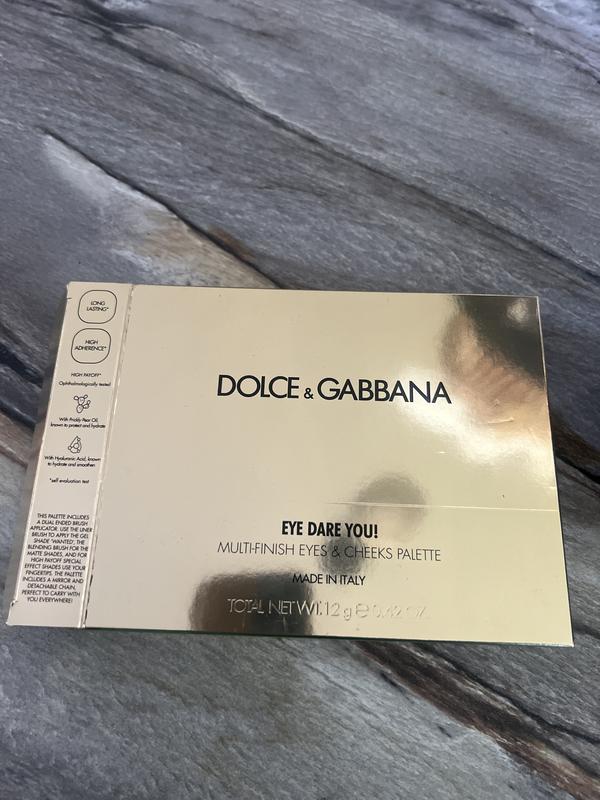 LONG
LASTING*
HIGH
ADHERENCE*
HIGH PAYOFF*
Ophthalmologically tested
With Prickly Pear Oil,
known to protect and hydrate
With Hyaluronic Acid, known
to hydrate and smoothen
*self evaluation test
THIS PALETTE INCLUDES
A DUAL ENDED BRUSH
APPLICATOR. USE THE LINER
BRUSH TO APPLY THE GEL
SHADE 'WANTED', THE
BLENDING BRUSH FOR THE
MATTE SHADES, AND FOR
HIGH PAYOFF SPECIAL
EFFECT SHADES USE YOUR
FINGERTIPS. THE PALETTE
INCLUDES A MIRROR AND
DETACHABLE CHAIN,
PERFECT TO CARRY WITH
YOU EVERYWHERE!
DOLCE & GABBANA
EYE DARE YOU!
MULTI-FINISH EYES & CHEEKS PALETTE
MADE IN ITALY
TOTAL NET WT. 12 g ℮ 0.42 OZ.